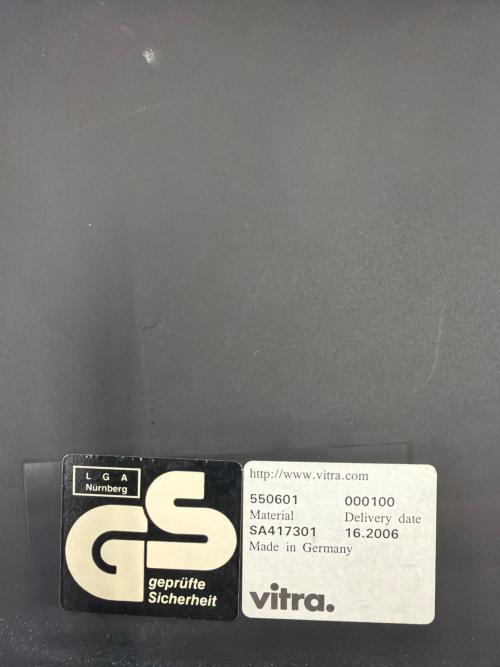 L G A
Nürnberg
GS
geprüfte
Sicherheit
http://www.vitra.com
550601 000100
Material Delivery date
SA417301 16.2006
Made in Germany
vitra.